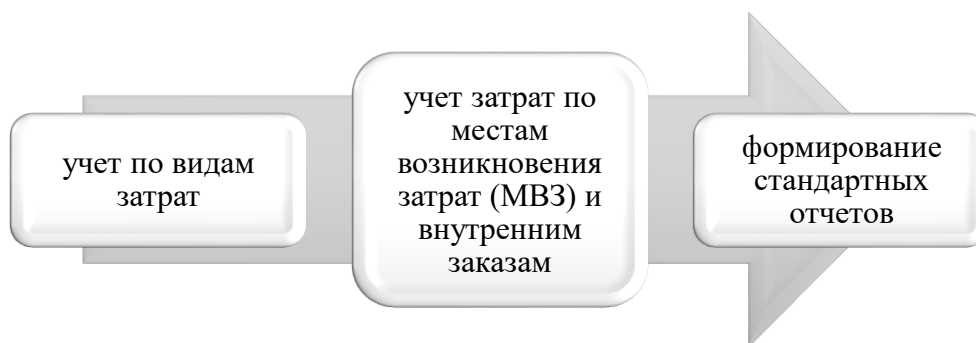 учет по видам
затрат
учет затрат по
местам
возникновения
затрат (МВЗ) и
внутренним
заказам
формирование
стандартных
отчетов